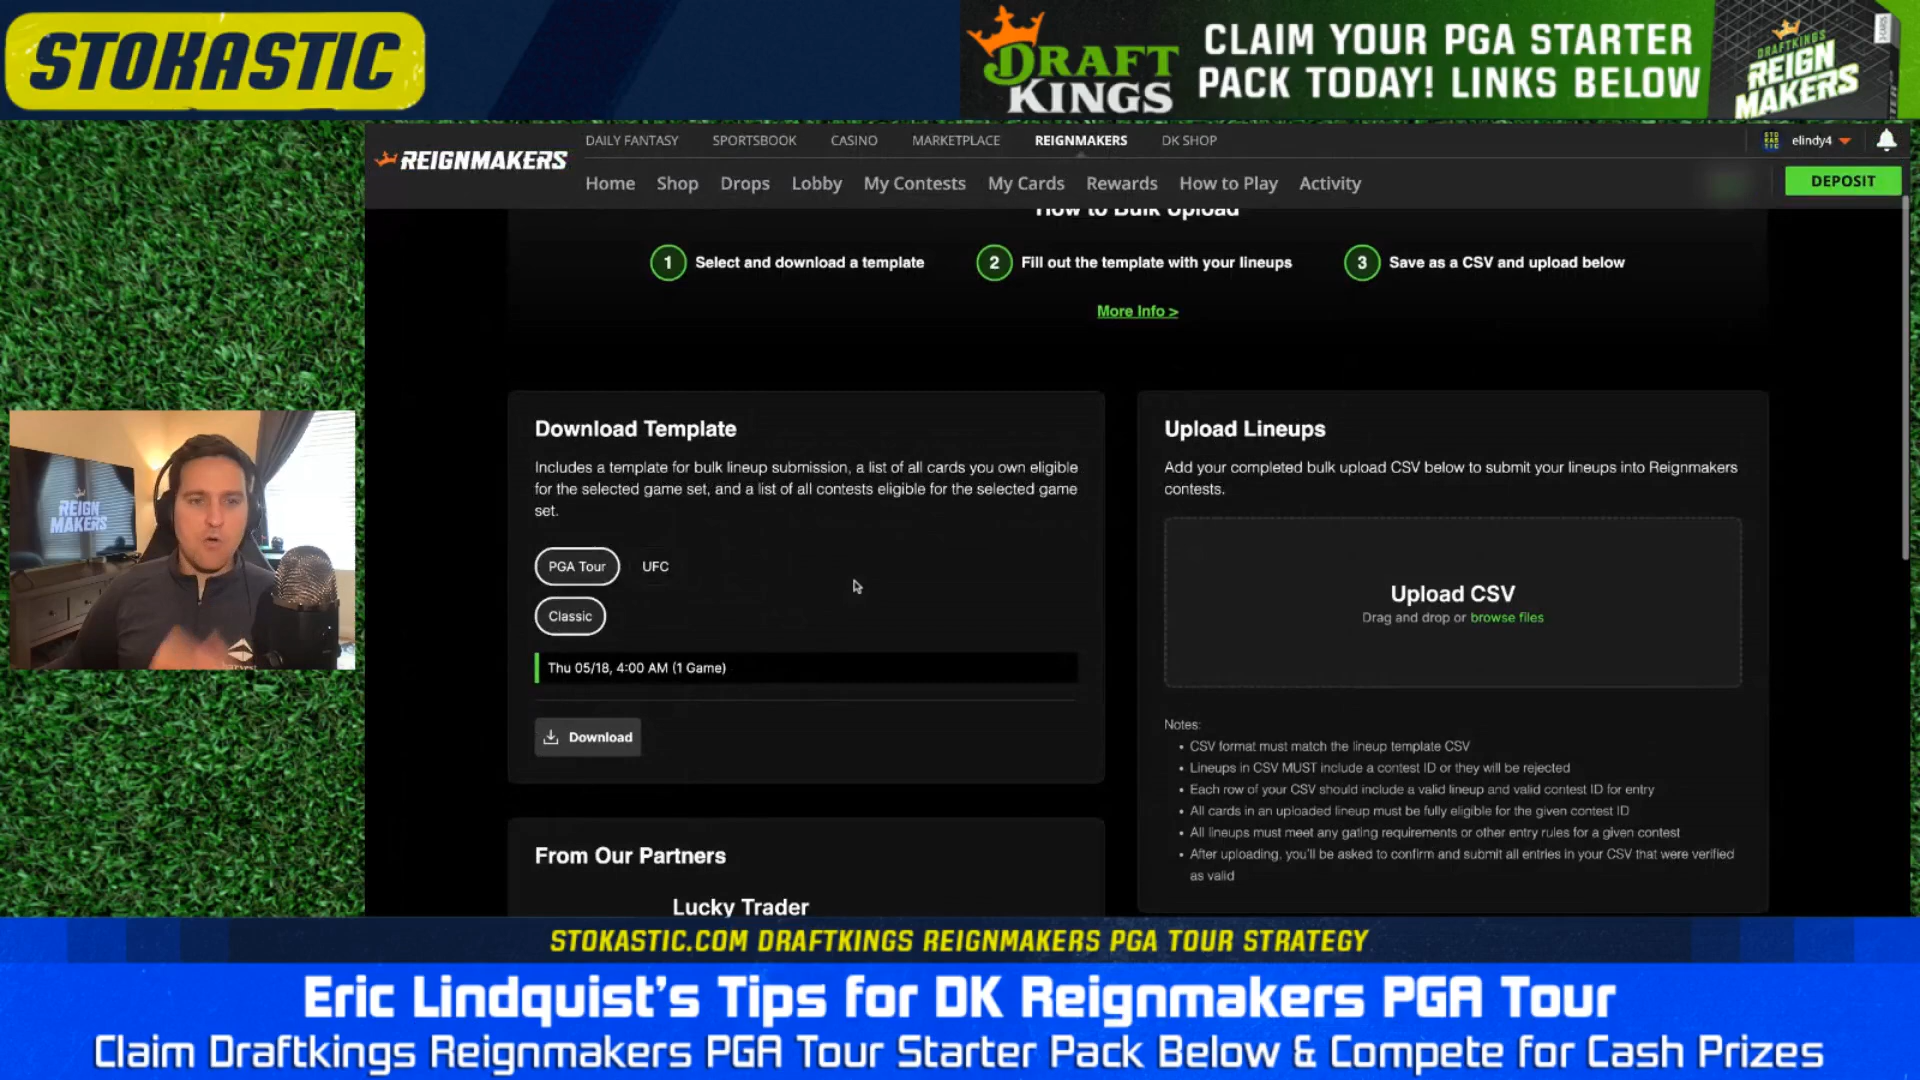 STOKASTIC
DRAFT
KINGS
CLAIM YOUR PGA STARTER
PACK TODAY! LINKS BELOW
DRAFTKINGS
REIGN
MAKERS
DAILY FANTASY SPORTSBOOK CASINO MARKETPLACE REIGNMAKERS DK SHOP
elindy4
REIGNMAKERS
Home Shop Drops Lobby My Contests My Cards Rewards How to Play Activity
DEPOSIT
How to Bulk Upload
1 Select and download a template
2 Fill out the template with your lineups
3 Save as a CSV and upload below
More Info >
Download Template
Includes a template for bulk lineup submission, a list of all cards you own eligible
for the selected game set, and a list of all contests eligible for the selected game
set.
PGA Tour UFC
Classic
Thu 05/18, 4:00 AM (1 Game)
Download
From Our Partners
Lucky Trader
Upload Lineups
Add your completed bulk upload CSV below to submit your lineups into Reignmakers
contests.
Upload CSV
Drag and drop or browse files
Notes:
• CSV format must match the lineup template CSV
• Lineups in CSV MUST include a contest ID or they will be rejected
• Each row of your CSV should include a valid lineup and valid contest ID for entry
• All cards in an uploaded lineup must be fully eligible for the given contest ID
• All lineups must meet any gating requirements or other entry rules for a given contest
• After uploading, you'll be asked to confirm and submit all entries in your CSV that were verified
as valid
REIGN
MAKERS
STOKASTIC.COM DRAFTKINGS REIGNMAKERS PGA TOUR STRATEGY
Eric Lindquist's Tips for DK Reignmakers PGA Tour
Claim Draftkings Reignmakers PGA Tour Starter Pack Below & Compete for Cash Prizes